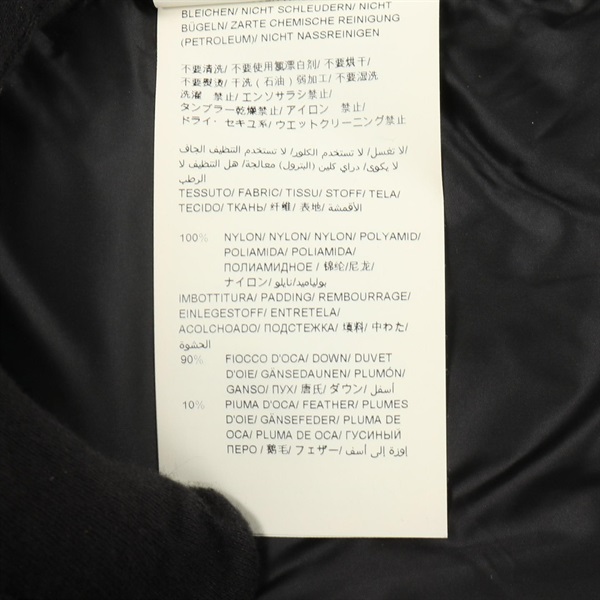 BLEICHEN/ NICHT SCHLEUDERN/ NICHT
BÜGELN/ ZARTE CHEMISCHE REINIGUNG
(PETROLEUM)/ NICHT NASSREINIGEN
不要清洗/ 不要使用氯漂白剂/ 不要烘干/
不要熨烫/ 干洗（石油）弱加工/ 不要湿洗
洗濯 禁止/ エンソサラシ禁止/
タンブラー乾燥禁止/ アイロン 禁止/
ドライ・セキユ系/ ウエットクリーニング禁止
لا تغسل/ لا تستخدم الكلور/ لا تستخدم التنظيف الجاف/
لا يكوى/ دراي كلين (البترول) معالجة/ هل التنظيف لا
الرطب
TESSUTO/ FABRIC/ TISSU/ STOFF/ TELA/
TECIDO/ ТКАНЬ/ 纤维/ 表地/ الأقمشة
100% NYLON/ NYLON/ NYLON/ POLYAMID/
POLIAMIDA/ POLIAMIDA/
ПОЛИАМИДНОЕ / 锦纶/尼龙/
ナイロン/ بولياميد/نايلو
IMBOTTITURA/ PADDING/ REMBOURRAGE/
EINLEGESTOFF/ ENTRETELA/
ACOLCHOADO/ ПОДСТЕЖКА/ 填料/ 中わた/
الحشوة
90% FIOCCO D'OCA/ DOWN/ DUVET
D'OIE/ GÄNSEDAUNEN/ PLUMÓN/
GANSO/ ПУХ/ 唐氏/ ダウン/ أسفل
10% PIUMA D'OCA/ FEATHER/ PLUMES
D'OIE/ GÄNSEFEDER/ PLUMA DE
OCA/ PLUMA DE OCA/ ГУСИНЫЙ
ПЕРО / 鹅毛/ フェザー/ إوزة إلى أسف